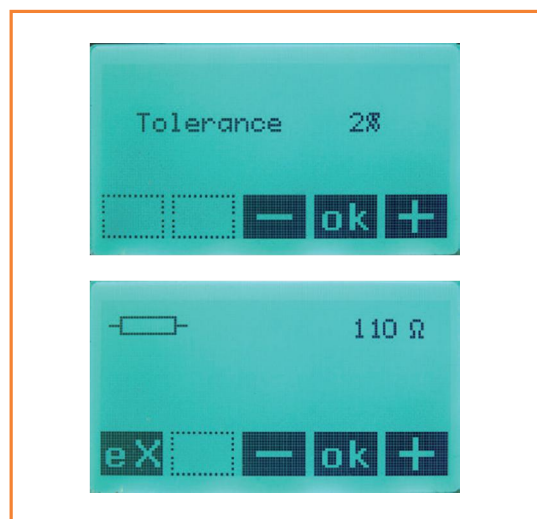 Tolerance 2%
— ok +
110 Ω
eX — ok +